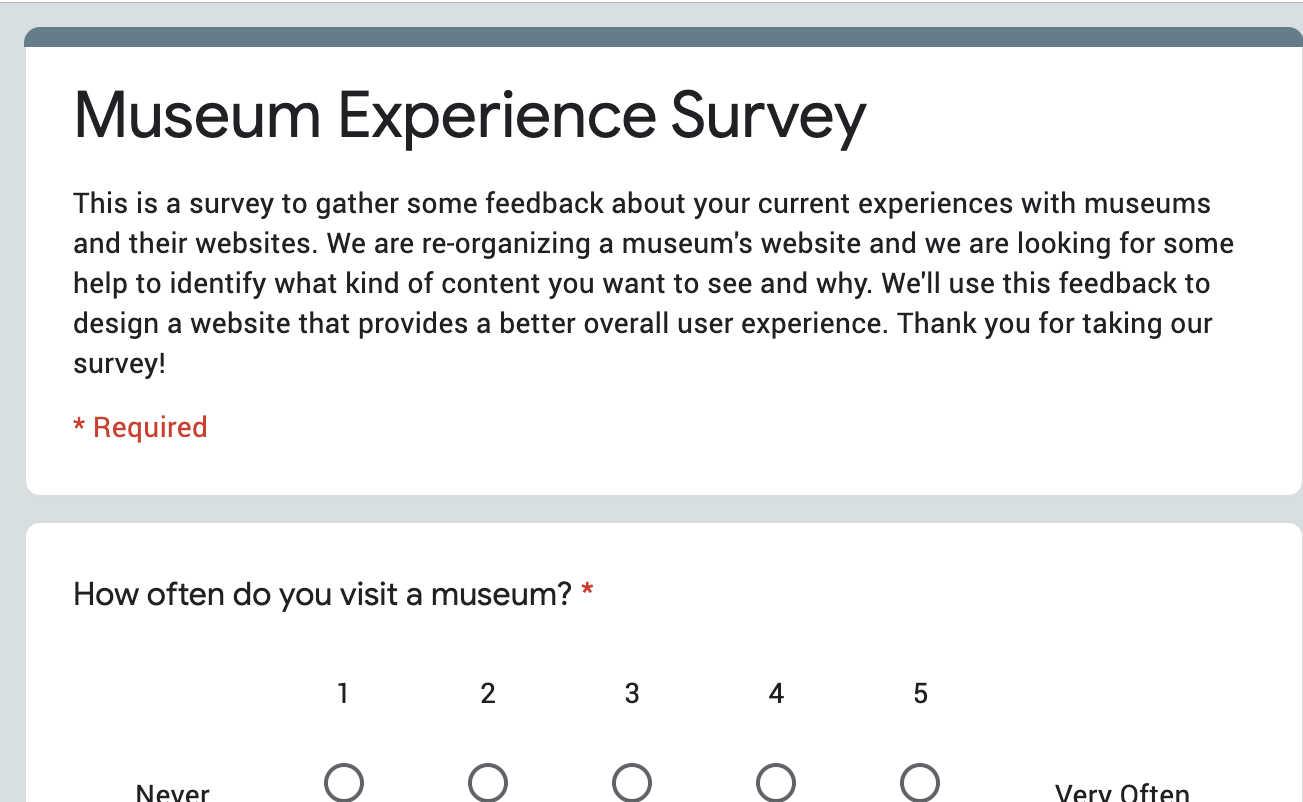 Museum Experience Survey
This is a survey to gather some feedback about your current experiences with museums
and their websites. We are re-organizing a museum's website and we are looking for some
help to identify what kind of content you want to see and why. We'll use this feedback to
design a website that provides a better overall user experience. Thank you for taking our
survey!
* Required
How often do you visit a museum? *
1 2 3 4 5
Never Very Often